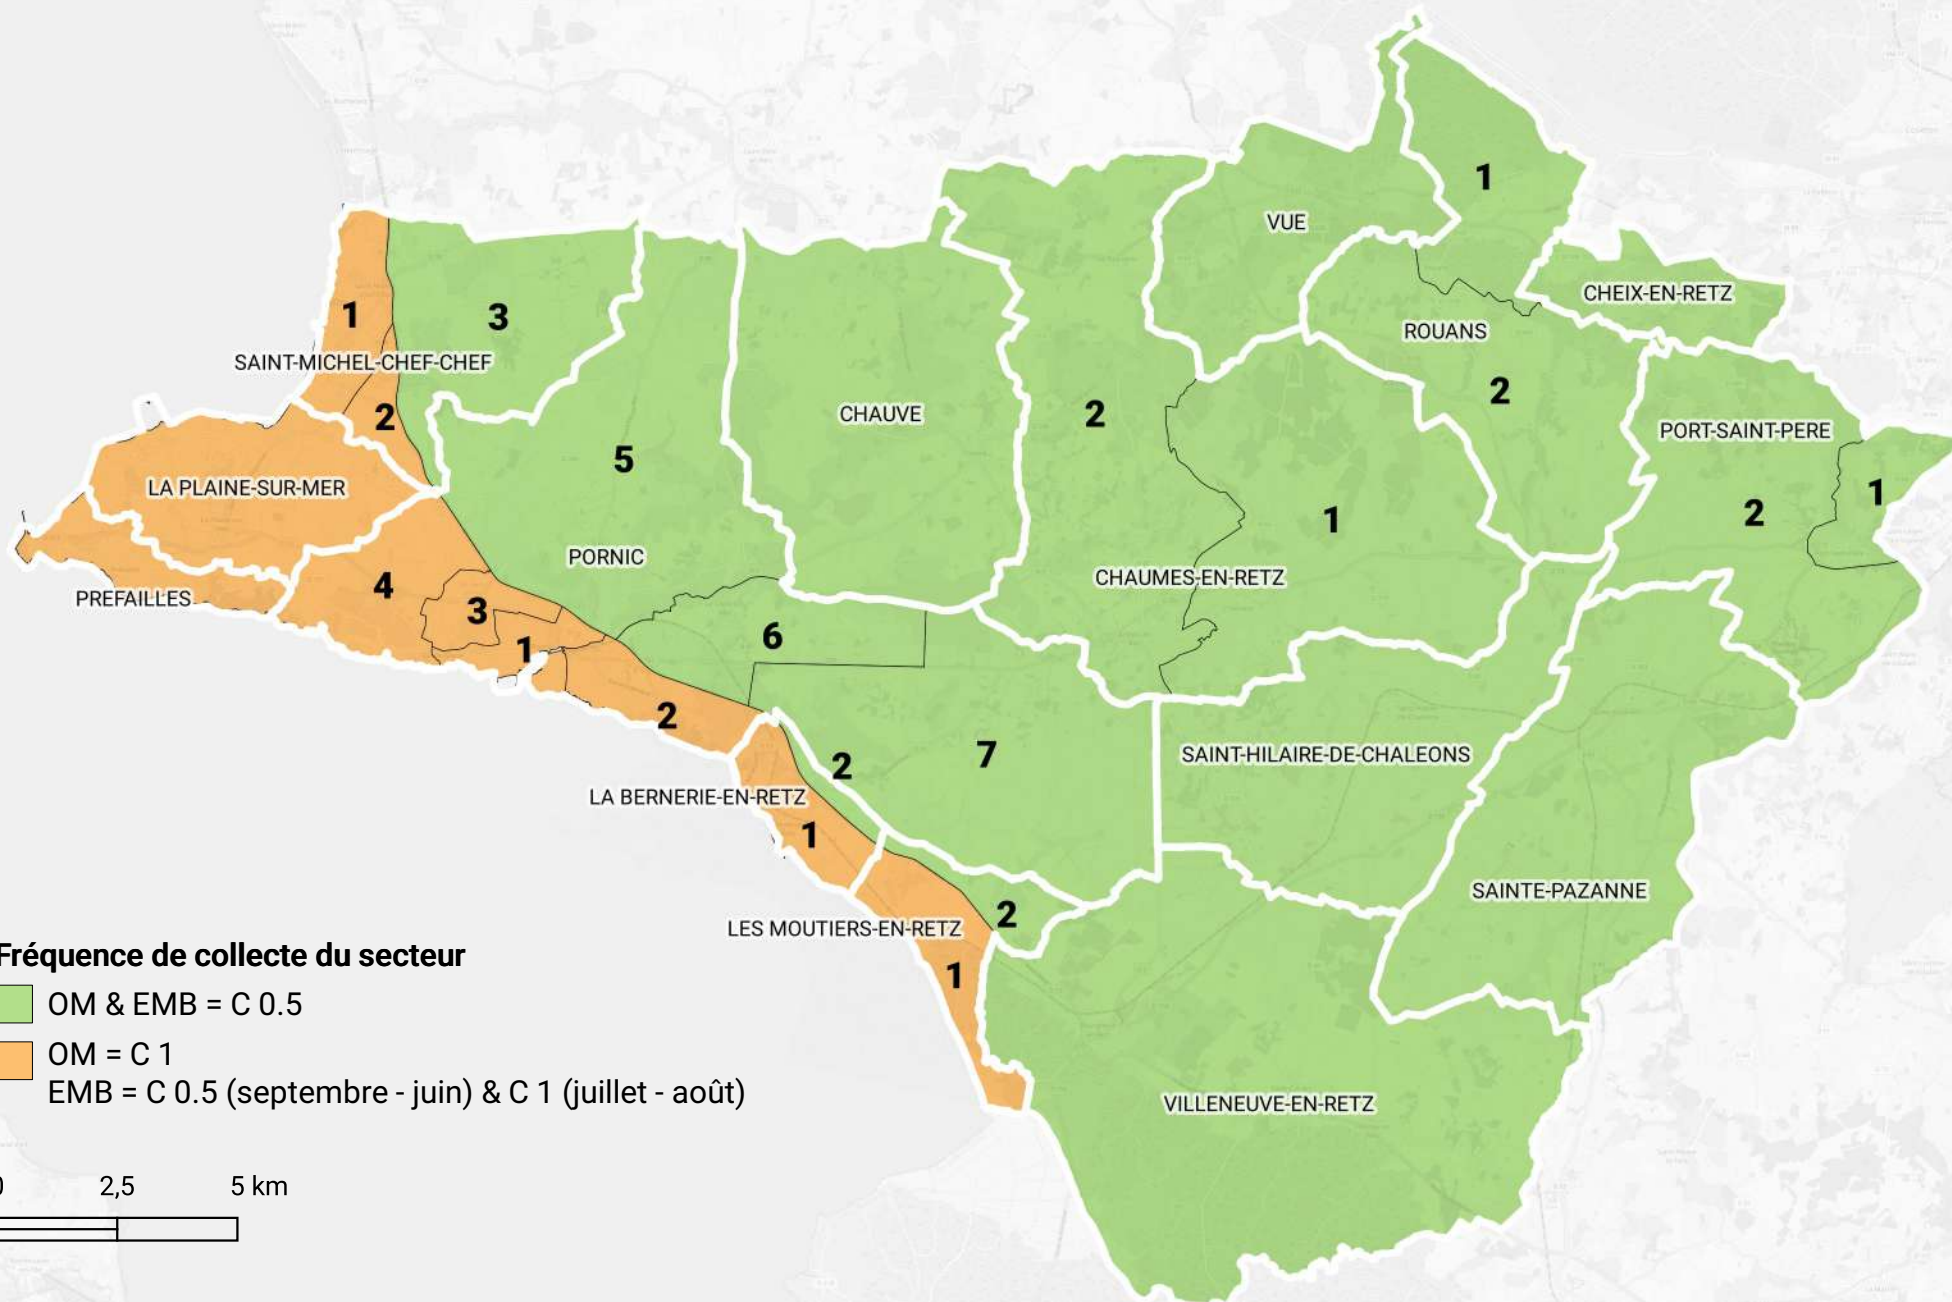 1
VUE
CHEIX-EN-RETZ
1
3
ROUANS
SAINT-MICHEL-CHEF-CHEF
2
2
CHAUVE
2
PORT-SAINT-PERE
5
LA PLAINE-SUR-MER
1
2
1
PORNIC
CHAUMES-EN-RETZ
4
PREFAILLES
3
6
1
2
7
SAINT-HILAIRE-DE-CHALEONS
2
LA BERNERIE-EN-RETZ
1
SAINTE-PAZANNE
2
LES MOUTIERS-EN-RETZ
1
VILLENEUVE-EN-RETZ
Fréquence de collecte du secteur
OM & EMB = C 0.5
OM = C 1
EMB = C 0.5 (septembre - juin) & C 1 (juillet - août)
2,5 5 km